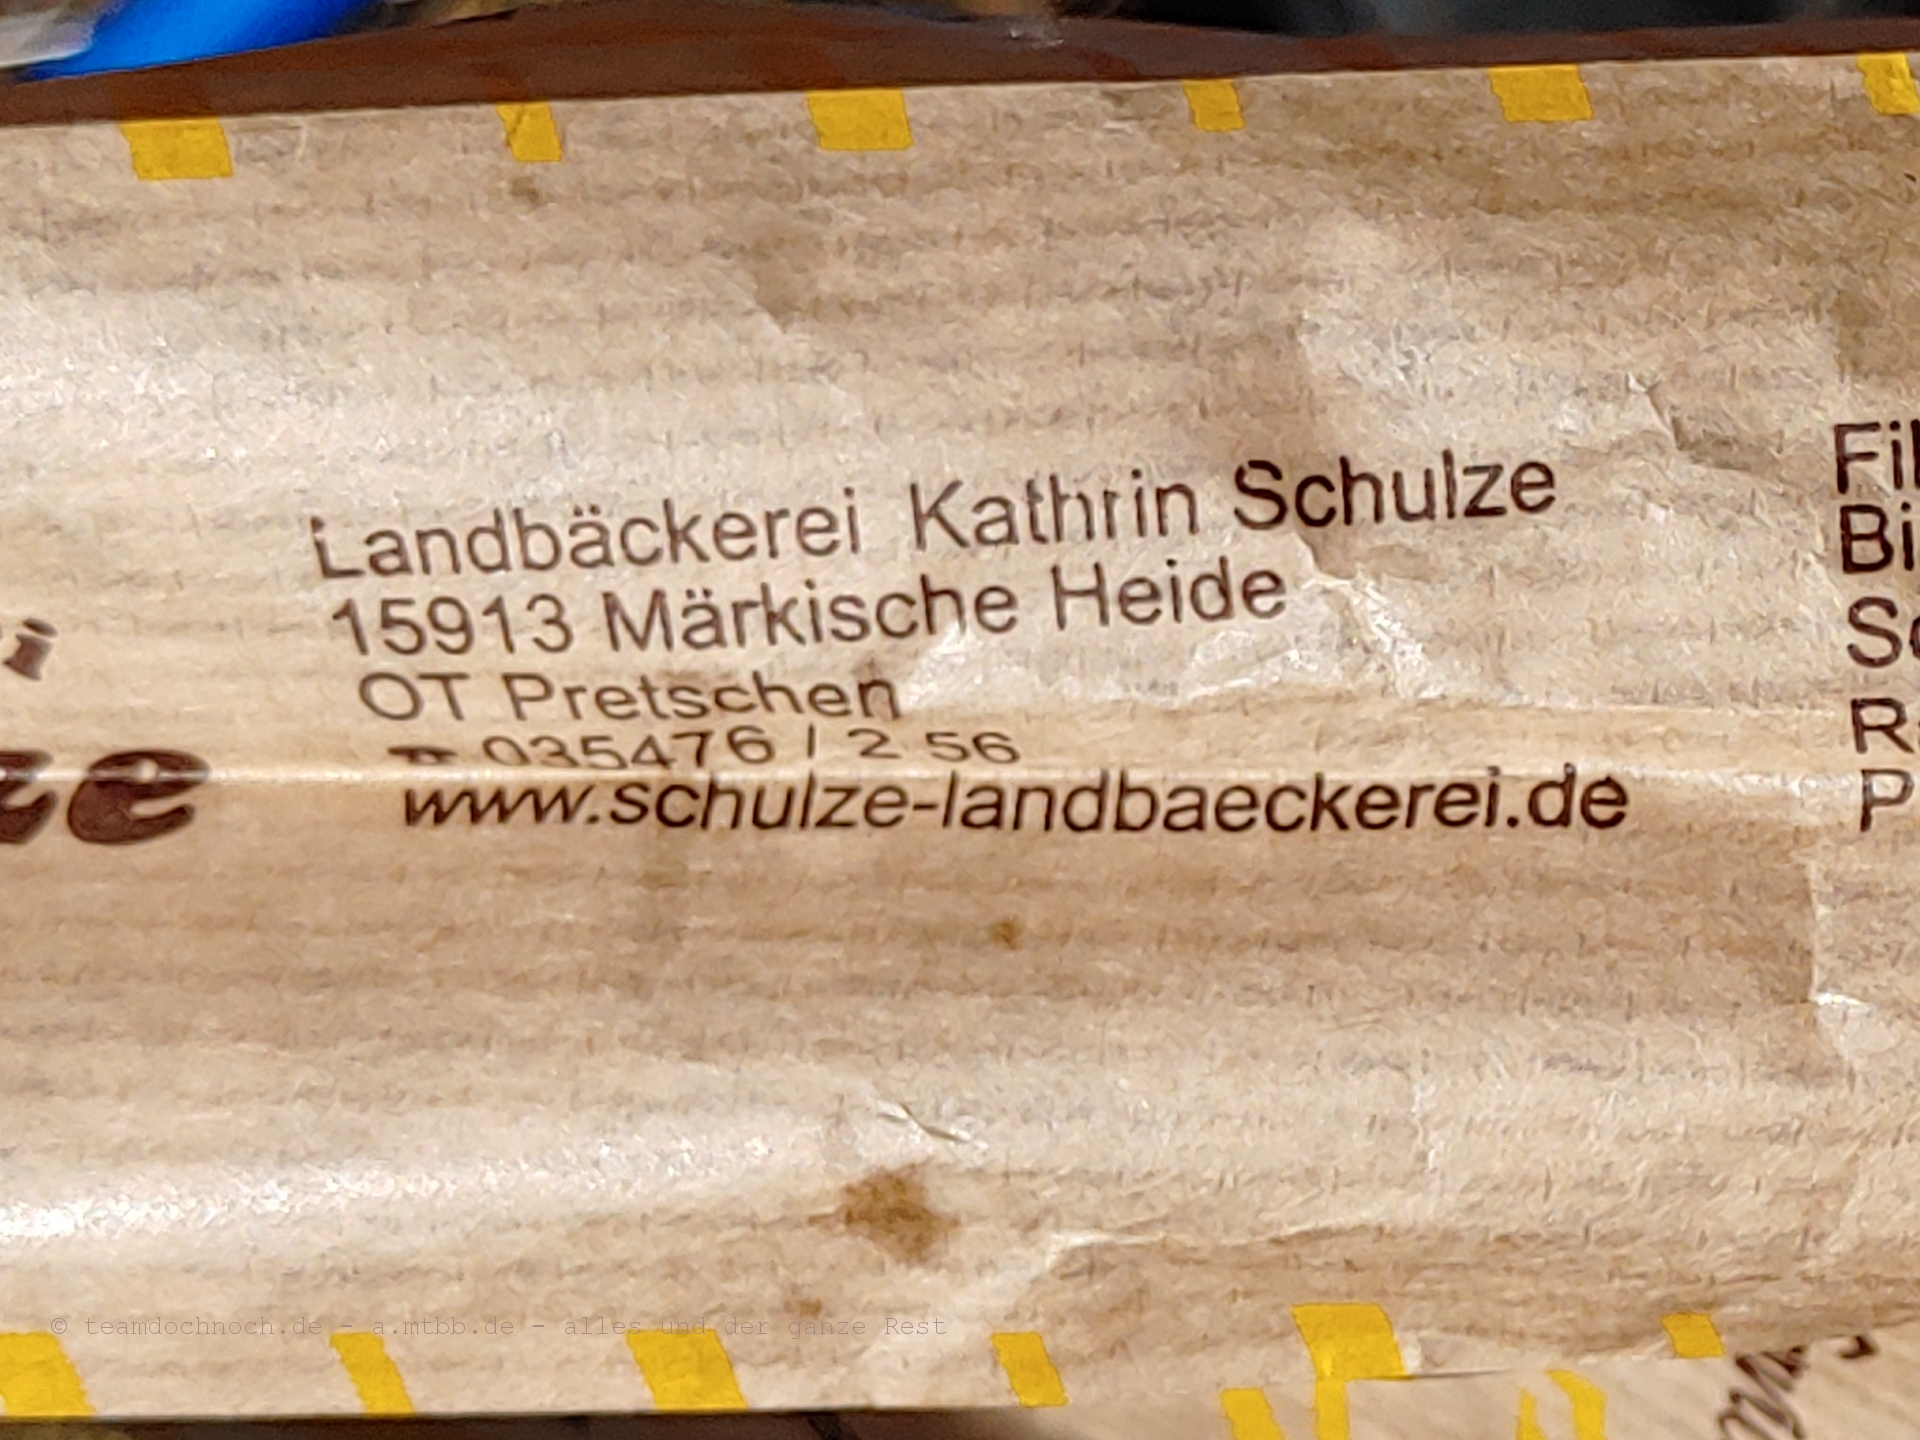 Landbäckerei Kathrin Schulze
15913 Märkische Heide
OT Pretschen
☎ 035476 / 2 56
www.schulze-landbaeckerei.de
© teamdochnoch.de - a.mtbb.de - alles und der ganze Rest